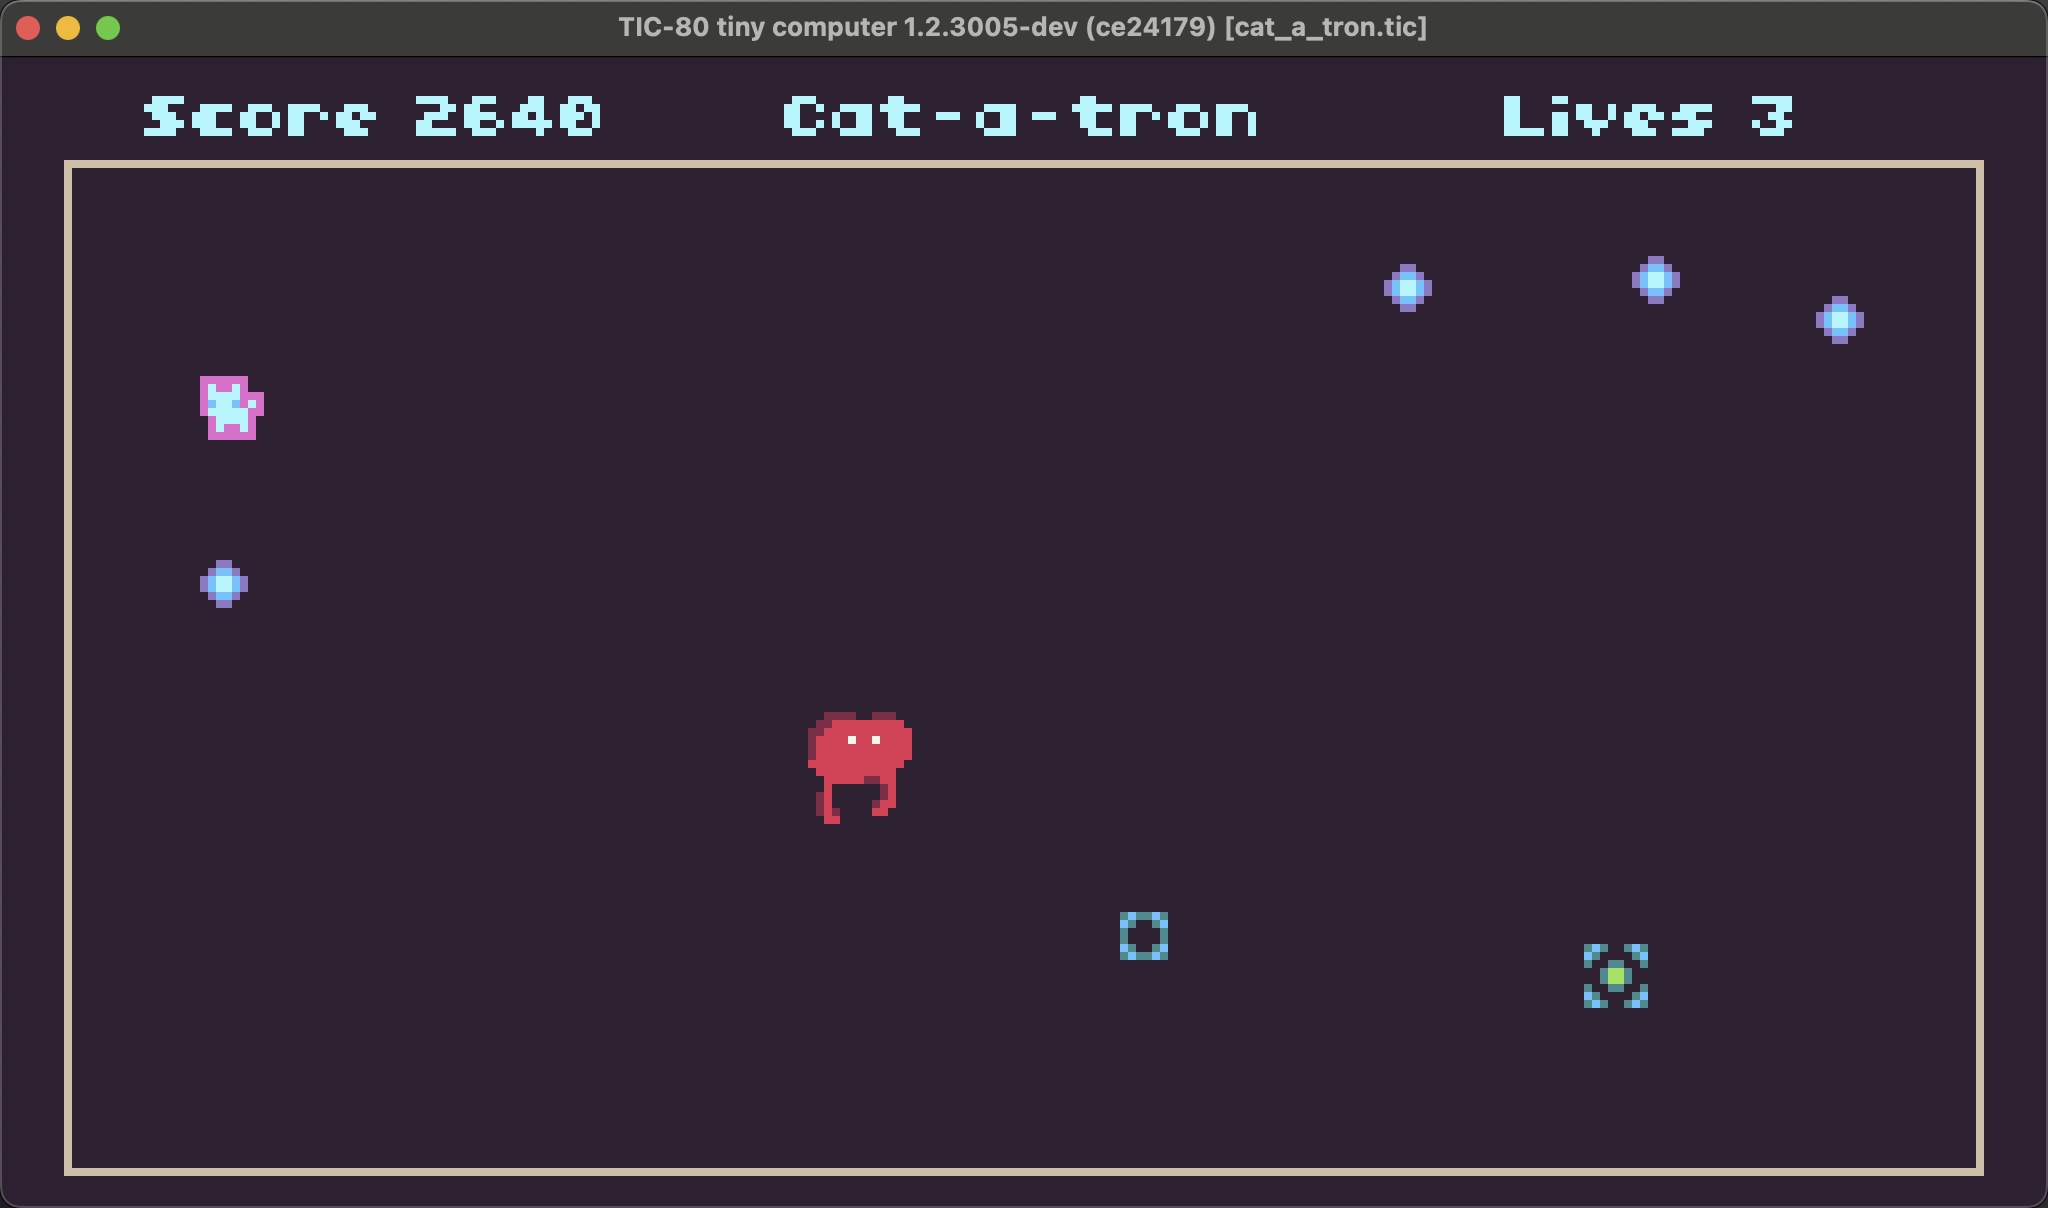 TIC-80 tiny computer 1.2.3005-dev (ce24179) [cat_a_tron.tic]
Score 2640 Cat-a-tron Lives 3